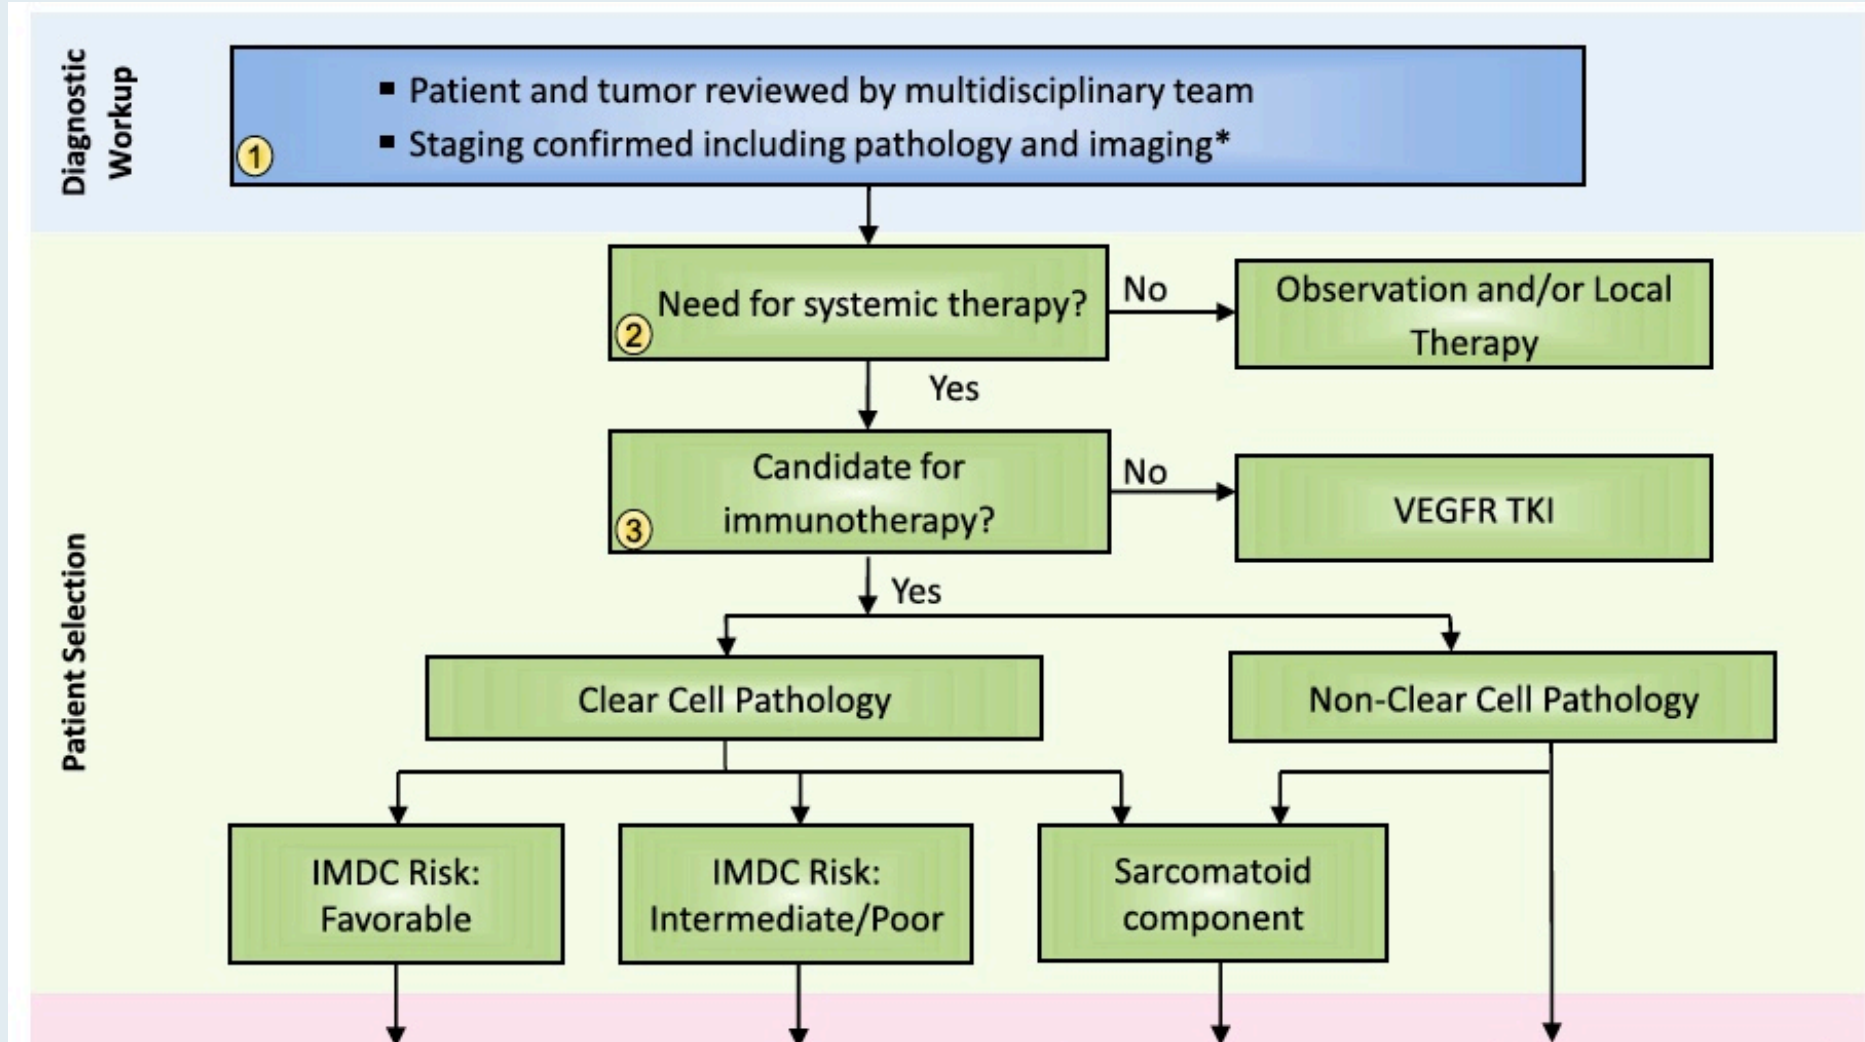 Diagnostic
Workup
▪ Patient and tumor reviewed by multidisciplinary team
▪ Staging confirmed including pathology and imaging*
1
Need for systemic therapy?
2
No
Observation and/or Local
Therapy
Yes
Patient Selection
Candidate for
immunotherapy?
3
No
VEGFR TKI
Yes
Clear Cell Pathology
Non-Clear Cell Pathology
IMDC Risk:
Favorable
IMDC Risk:
Intermediate/Poor
Sarcomatoid
component